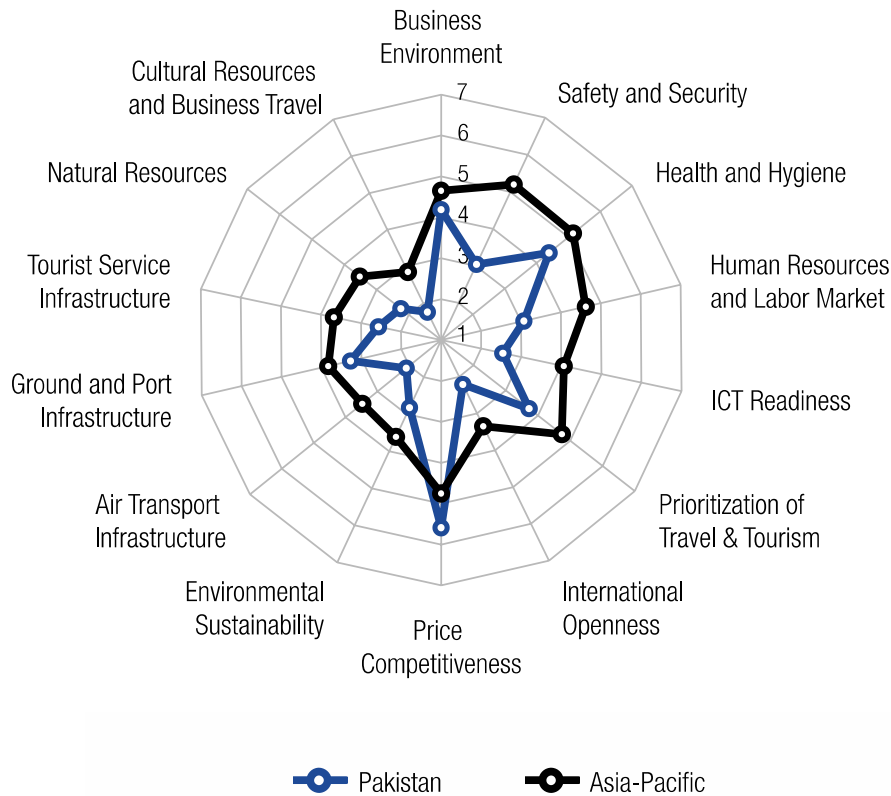 Business
Environment
Cultural Resources
and Business Travel
7
Safety and Security
6
Natural Resources
Health and Hygiene
5
4
Tourist Service
Infrastructure
3
Human Resources
and Labor Market
2
1
Ground and Port
Infrastructure
ICT Readiness
Air Transport
Infrastructure
Prioritization of
Travel & Tourism
Environmental
Sustainability
International
Openness
Price
Competitiveness
Pakistan
Asia-Pacific